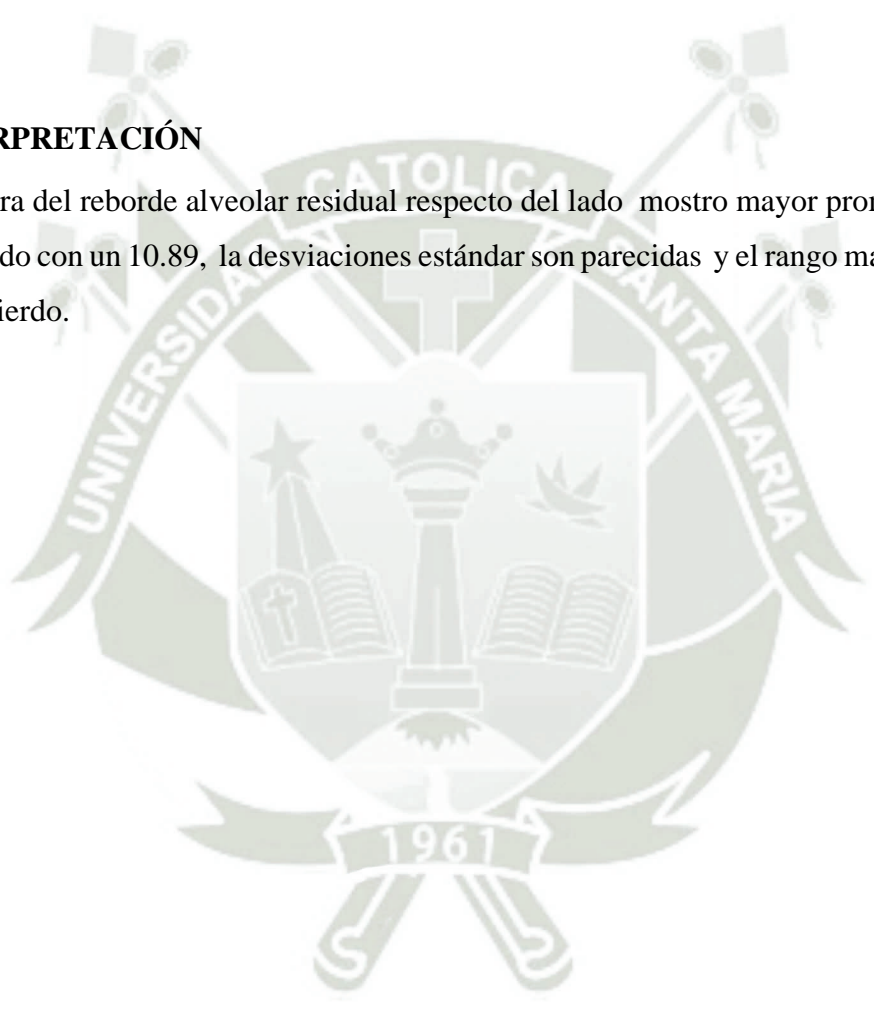 RPRETACIÓN
ra del reborde alveolar residual respecto del lado mostro mayor pro
do con un 10.89, la desviaciones estándar son parecidas y el rango ma
ierdo.
UNIVERSIDAD CATOLICA SANTA MARIA
1961